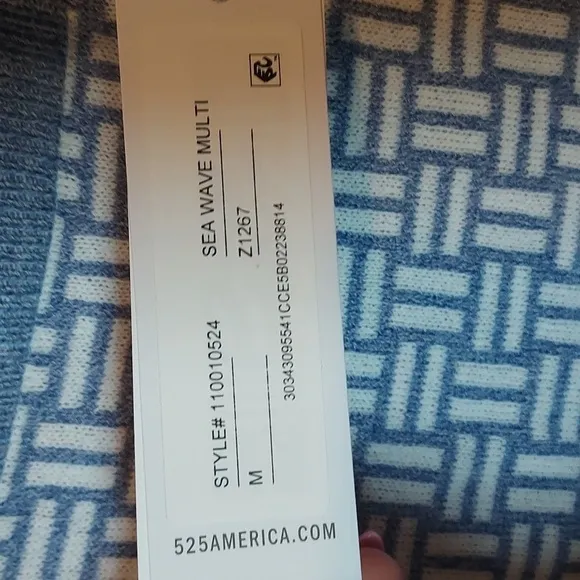 STYLE# 110010524
SEA WAVE MULTI
M
Z1267
30343095541CCE5B02238814
525AMERICA.COM